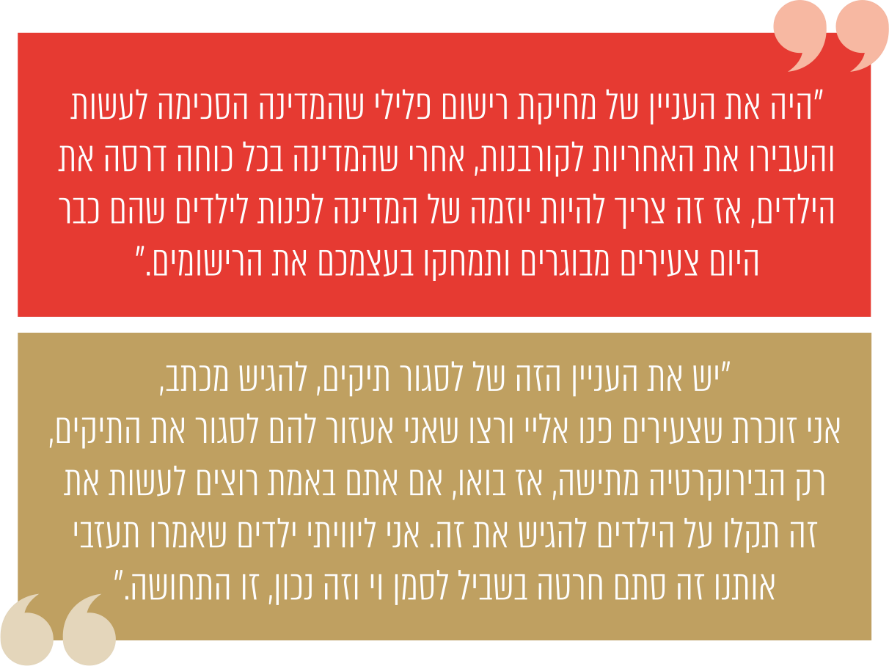 "היה את העניין של מחיקת רישום פלילי שהמדינה הסכימה לעשות
והעבירו את האחריות לקורבנות, אחרי שהמדינה בכל כוחה דרסה את
הילדים, אז זה צריך להיות יוזמה של המדינה לפנות לילדים שהם כבר
היום צעירים מבוגרים ותמחקו בעצמכם את הרישומים."
"יש את העניין הזה של לסגור תיקים, להגיש מכתב,
אני זוכרת שצעירים פנו אליי ורצו שאני אעזור להם לסגור את התיקים,
רק הבירוקרטיה מתישה, אז בואו, אם אתם באמת רוצים לעשות את
זה תקלו על הילדים להגיש את זה. אני ליוויתי ילדים שאמרו תעזבי
אותנו זה סתם חרטה בשביל לסמן וי וזה נכון, זו התחושה."